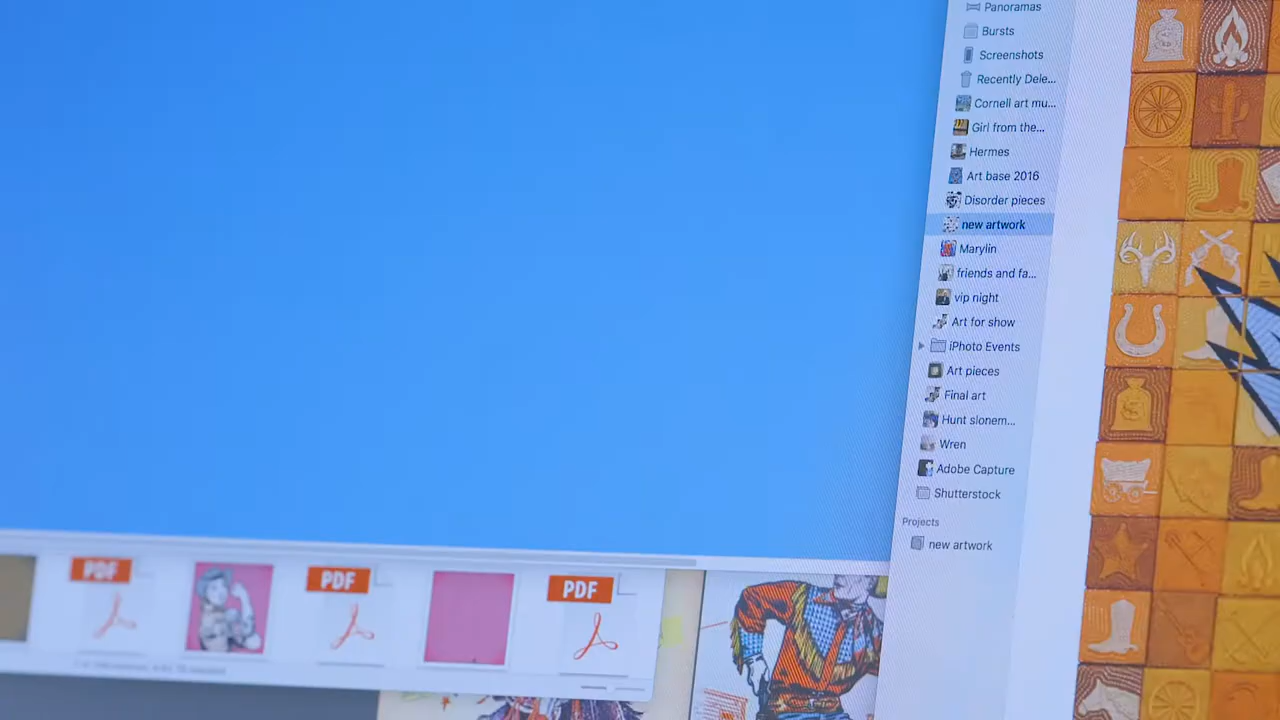 Panoramas
Bursts
Screenshots
Recently Dele...
Cornell art mu...
Girl from the...
Hermes
Art base 2016
Disorder pieces
new artwork
Marylin
friends and fa...
vip night
Art for show
iPhoto Events
Art pieces
Final art
Hunt slonem...
Wren
Adobe Capture
Shutterstock
Projects
new artwork
PDF
PDF
PDF